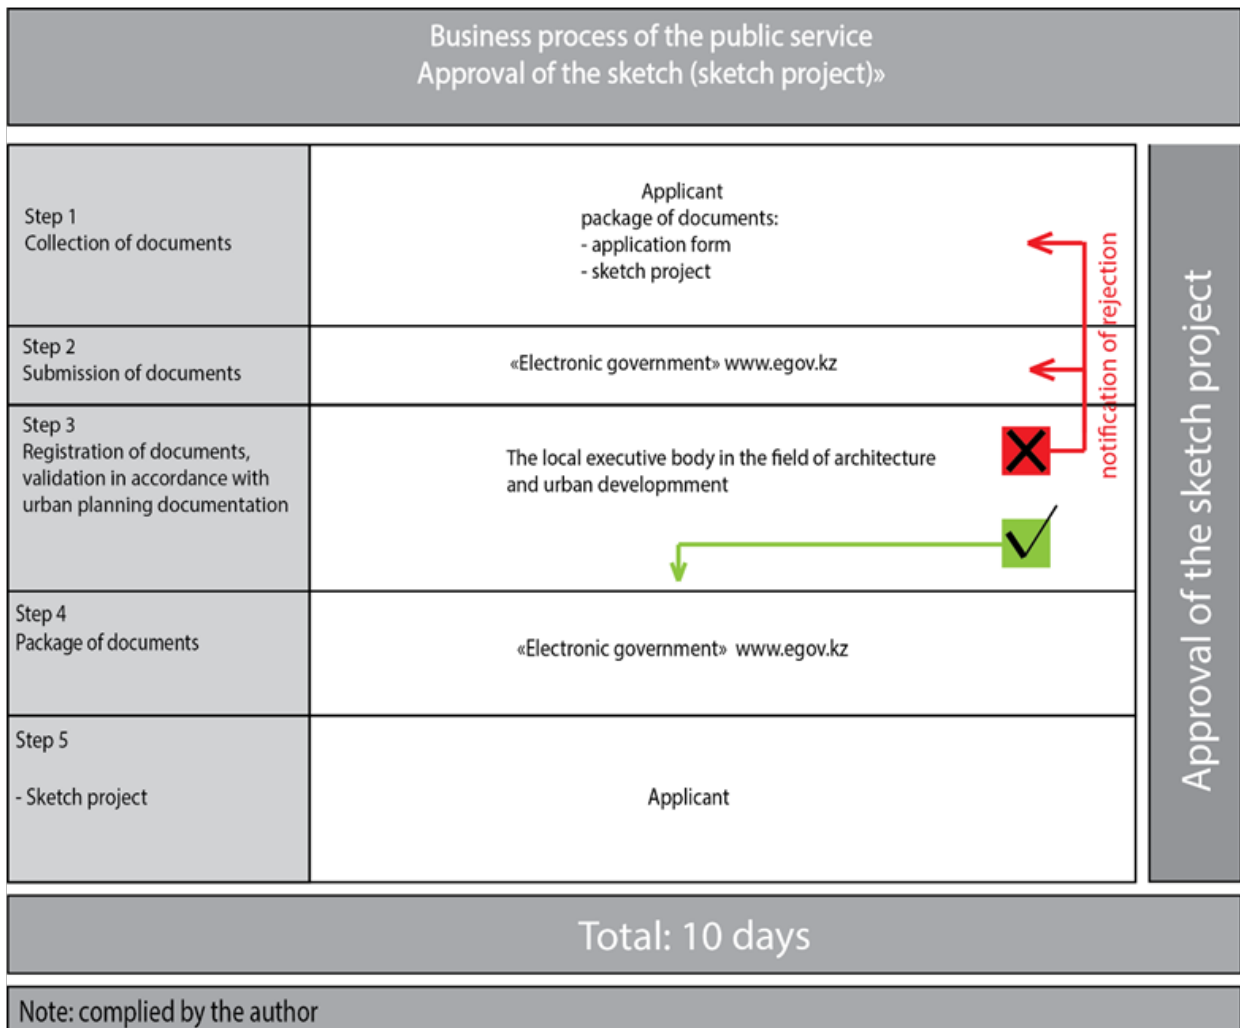 Business process of the public service
Approval of the sketch (sketch project)»
Step 1
Collection of documents
Applicant
package of documents:
- application form
- sketch project
Step 2
Submission of documents
«Electronic government» www.egov.kz
Step 3
Registration of documents,
validation in accordance with
urban planning documentation
The local executive body in the field of architecture
and urban developmment
notification of rejection
Step 4
Package of documents
«Electronic government»  www.egov.kz
Step 5
- Sketch project
Applicant
Approval of the sketch project
Total: 10 days
Note: complied by the author